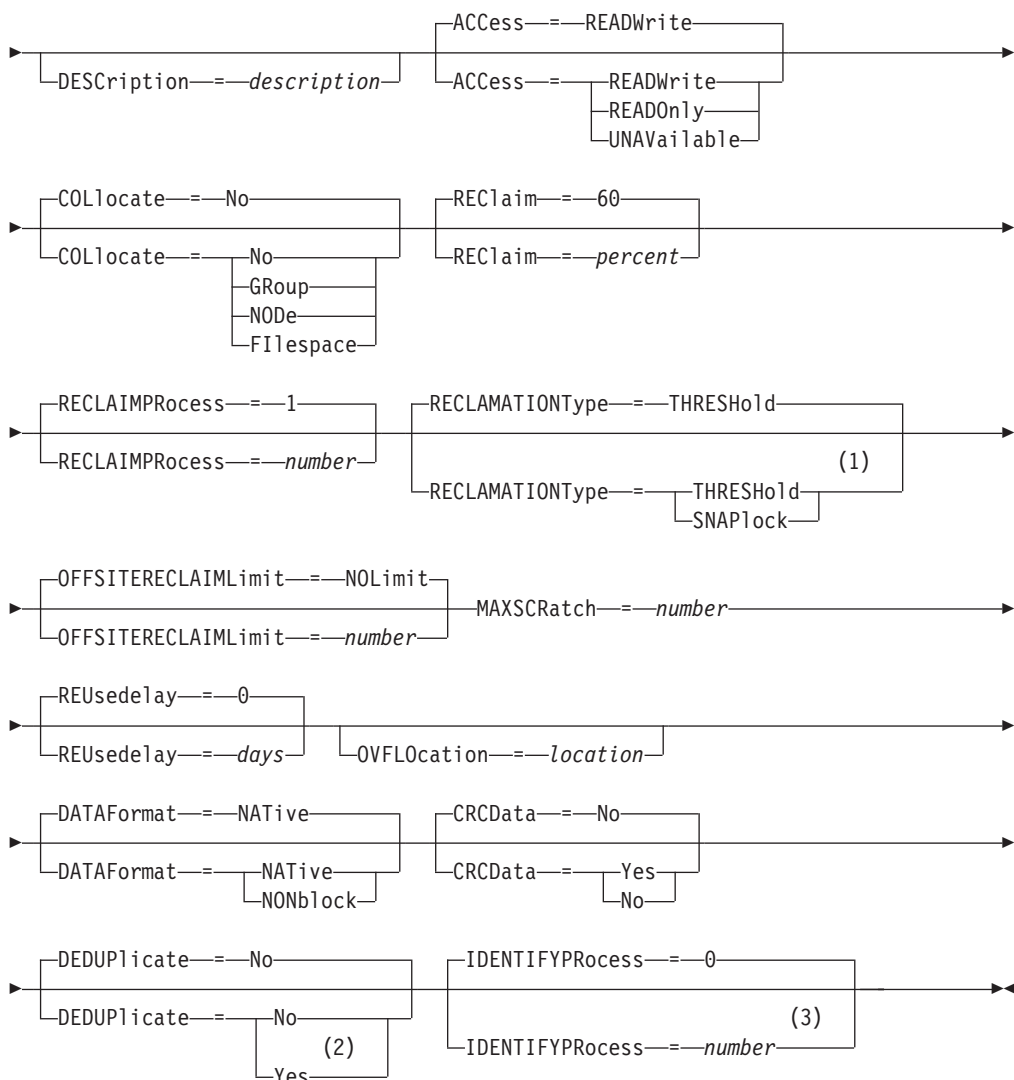 ACCess = READWrite
DESCription = description ACCess = READWrite
READOnly
UNAVailable
COLlocate = No REClaim = 60
COLlocate = No REClaim = percent
GRoup
NODe
FIlespace
RECLAIMPRocess = 1 RECLAMATIONType = THRESHold
RECLAIMPRocess = number (1)
RECLAMATIONType = THRESHold
SNAPlock
OFFSITERECLAIMLimit = NOLimit
MAXSCRatch = number
OFFSITERECLAIMLimit = number
REUsedelay = 0
REUsedelay = days OVFLOcation = location
DATAFormat = NATive CRCData = No
DATAFormat = NATive CRCData = Yes
NONblock No
DEDUPlicate = No IDENTIFYPRocess = 0
DEDUPlicate = No (3)
(2) IDENTIFYPRocess = number
Yes